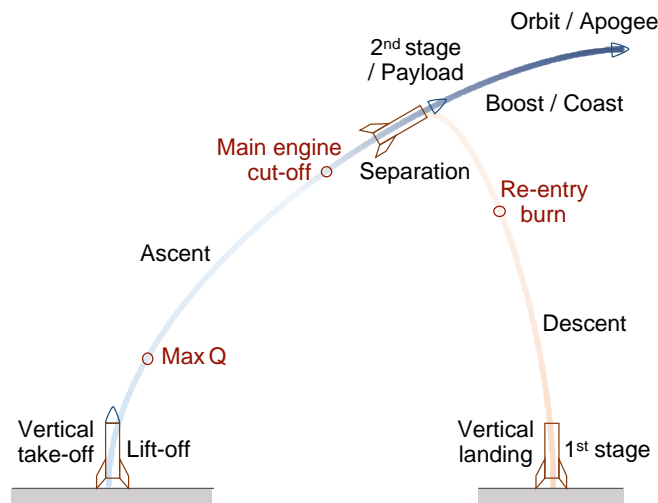 Orbit / Apogee
2nd stage
/ Payload
Boost / Coast
Main engine
cut-off
Separation
Re-entry
burn
Ascent
Descent
Max Q
Vertical
take-off
Lift-off
Vertical
landing
1st stage